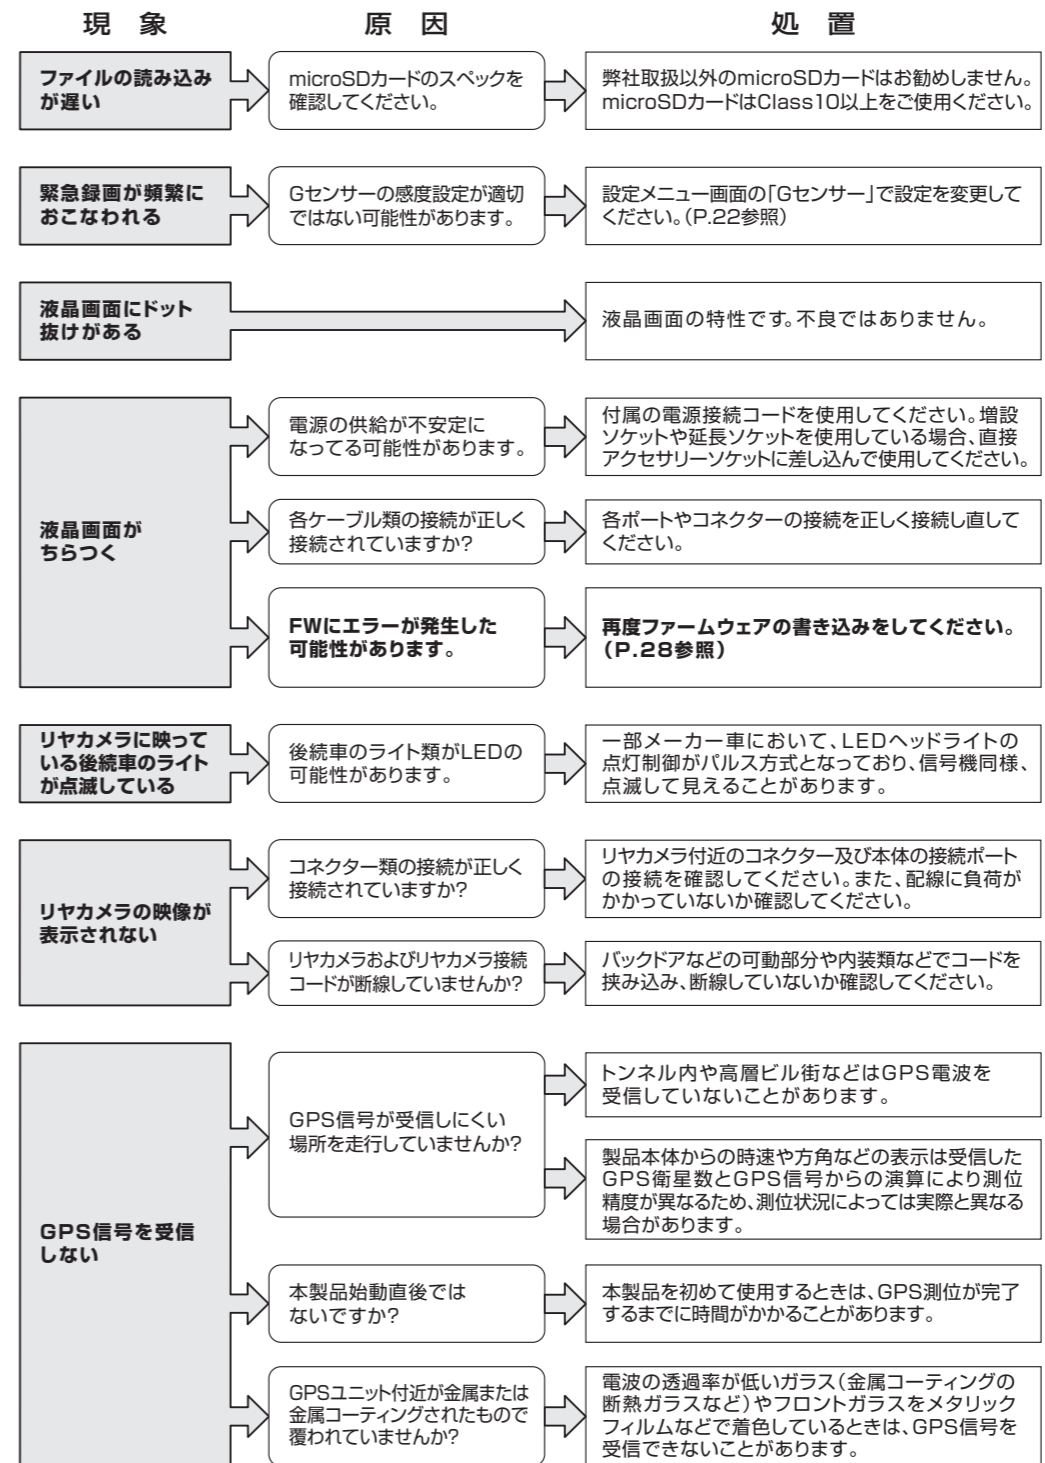 現 象 原 因 処 置
ファイルの読み込み
が遅い
microSDカードのスペックを
確認してください。
弊社取扱以外のmicroSDカードはお勧めしません。
microSDカードはClass10以上をご使用ください。
緊急録画が頻繁に
おこなわれる
Gセンサーの感度設定が適切
ではない可能性があります。
設定メニュー画面の「Gセンサー」で設定を変更して
ください。(P.22参照)
液晶画面にドット
抜けがある
液晶画面の特性です。不良ではありません。
液晶画面が
ちらつく
電源の供給が不安定に
なってる可能性があります。
付属の電源接続コードを使用してください。増設
ソケットや延長ソケットを使用している場合、直接
アクセサリーソケットに差し込んで使用してください。
各ケーブル類の接続が正しく
接続されていますか?
各ポートやコネクターの接続を正しく接続し直して
ください。
FWにエラーが発生した
可能性があります。
再度ファームウェアの書き込みをしてください。
(P.28参照)
リヤカメラに映って
いる後続車のライト
が点滅している
後続車のライト類がLEDの
可能性があります。
一部メーカー車において、LEDヘッドライトの
点灯制御がパルス方式となっており、信号機同様、
点滅して見えることがあります。
リヤカメラの映像が
表示されない
コネクター類の接続が正しく
接続されていますか?
リヤカメラ付近のコネクター及び本体の接続ポート
の接続を確認してください。また、配線に負荷が
かかっていないか確認してください。
リヤカメラおよびリヤカメラ接続
コードが断線していませんか?
バックドアなどの可動部分や内装類などでコードを
挟み込み、断線していないか確認してください。
GPS信号を受信
しない
GPS信号が受信しにくい
場所を走行していませんか?
トンネル内や高層ビル街などはGPS電波を
受信していないことがあります。
製品本体からの時速や方角などの表示は受信した
GPS衛星数とGPS信号からの演算により測位
精度が異なるため、測位状況によっては実際と異なる
場合があります。
本製品始動直後では
ないですか?
本製品を初めて使用するときは、GPS測位が完了
するまでに時間がかかることがあります。
GPSユニット付近が金属または
金属コーティングされたもので
覆われていませんか?
電波の透過率が低いガラス(金属コーティングの
断熱ガラスなど)やフロントガラスをメタリック
フィルムなどで着色しているときは、GPS信号を
受信できないことがあります。